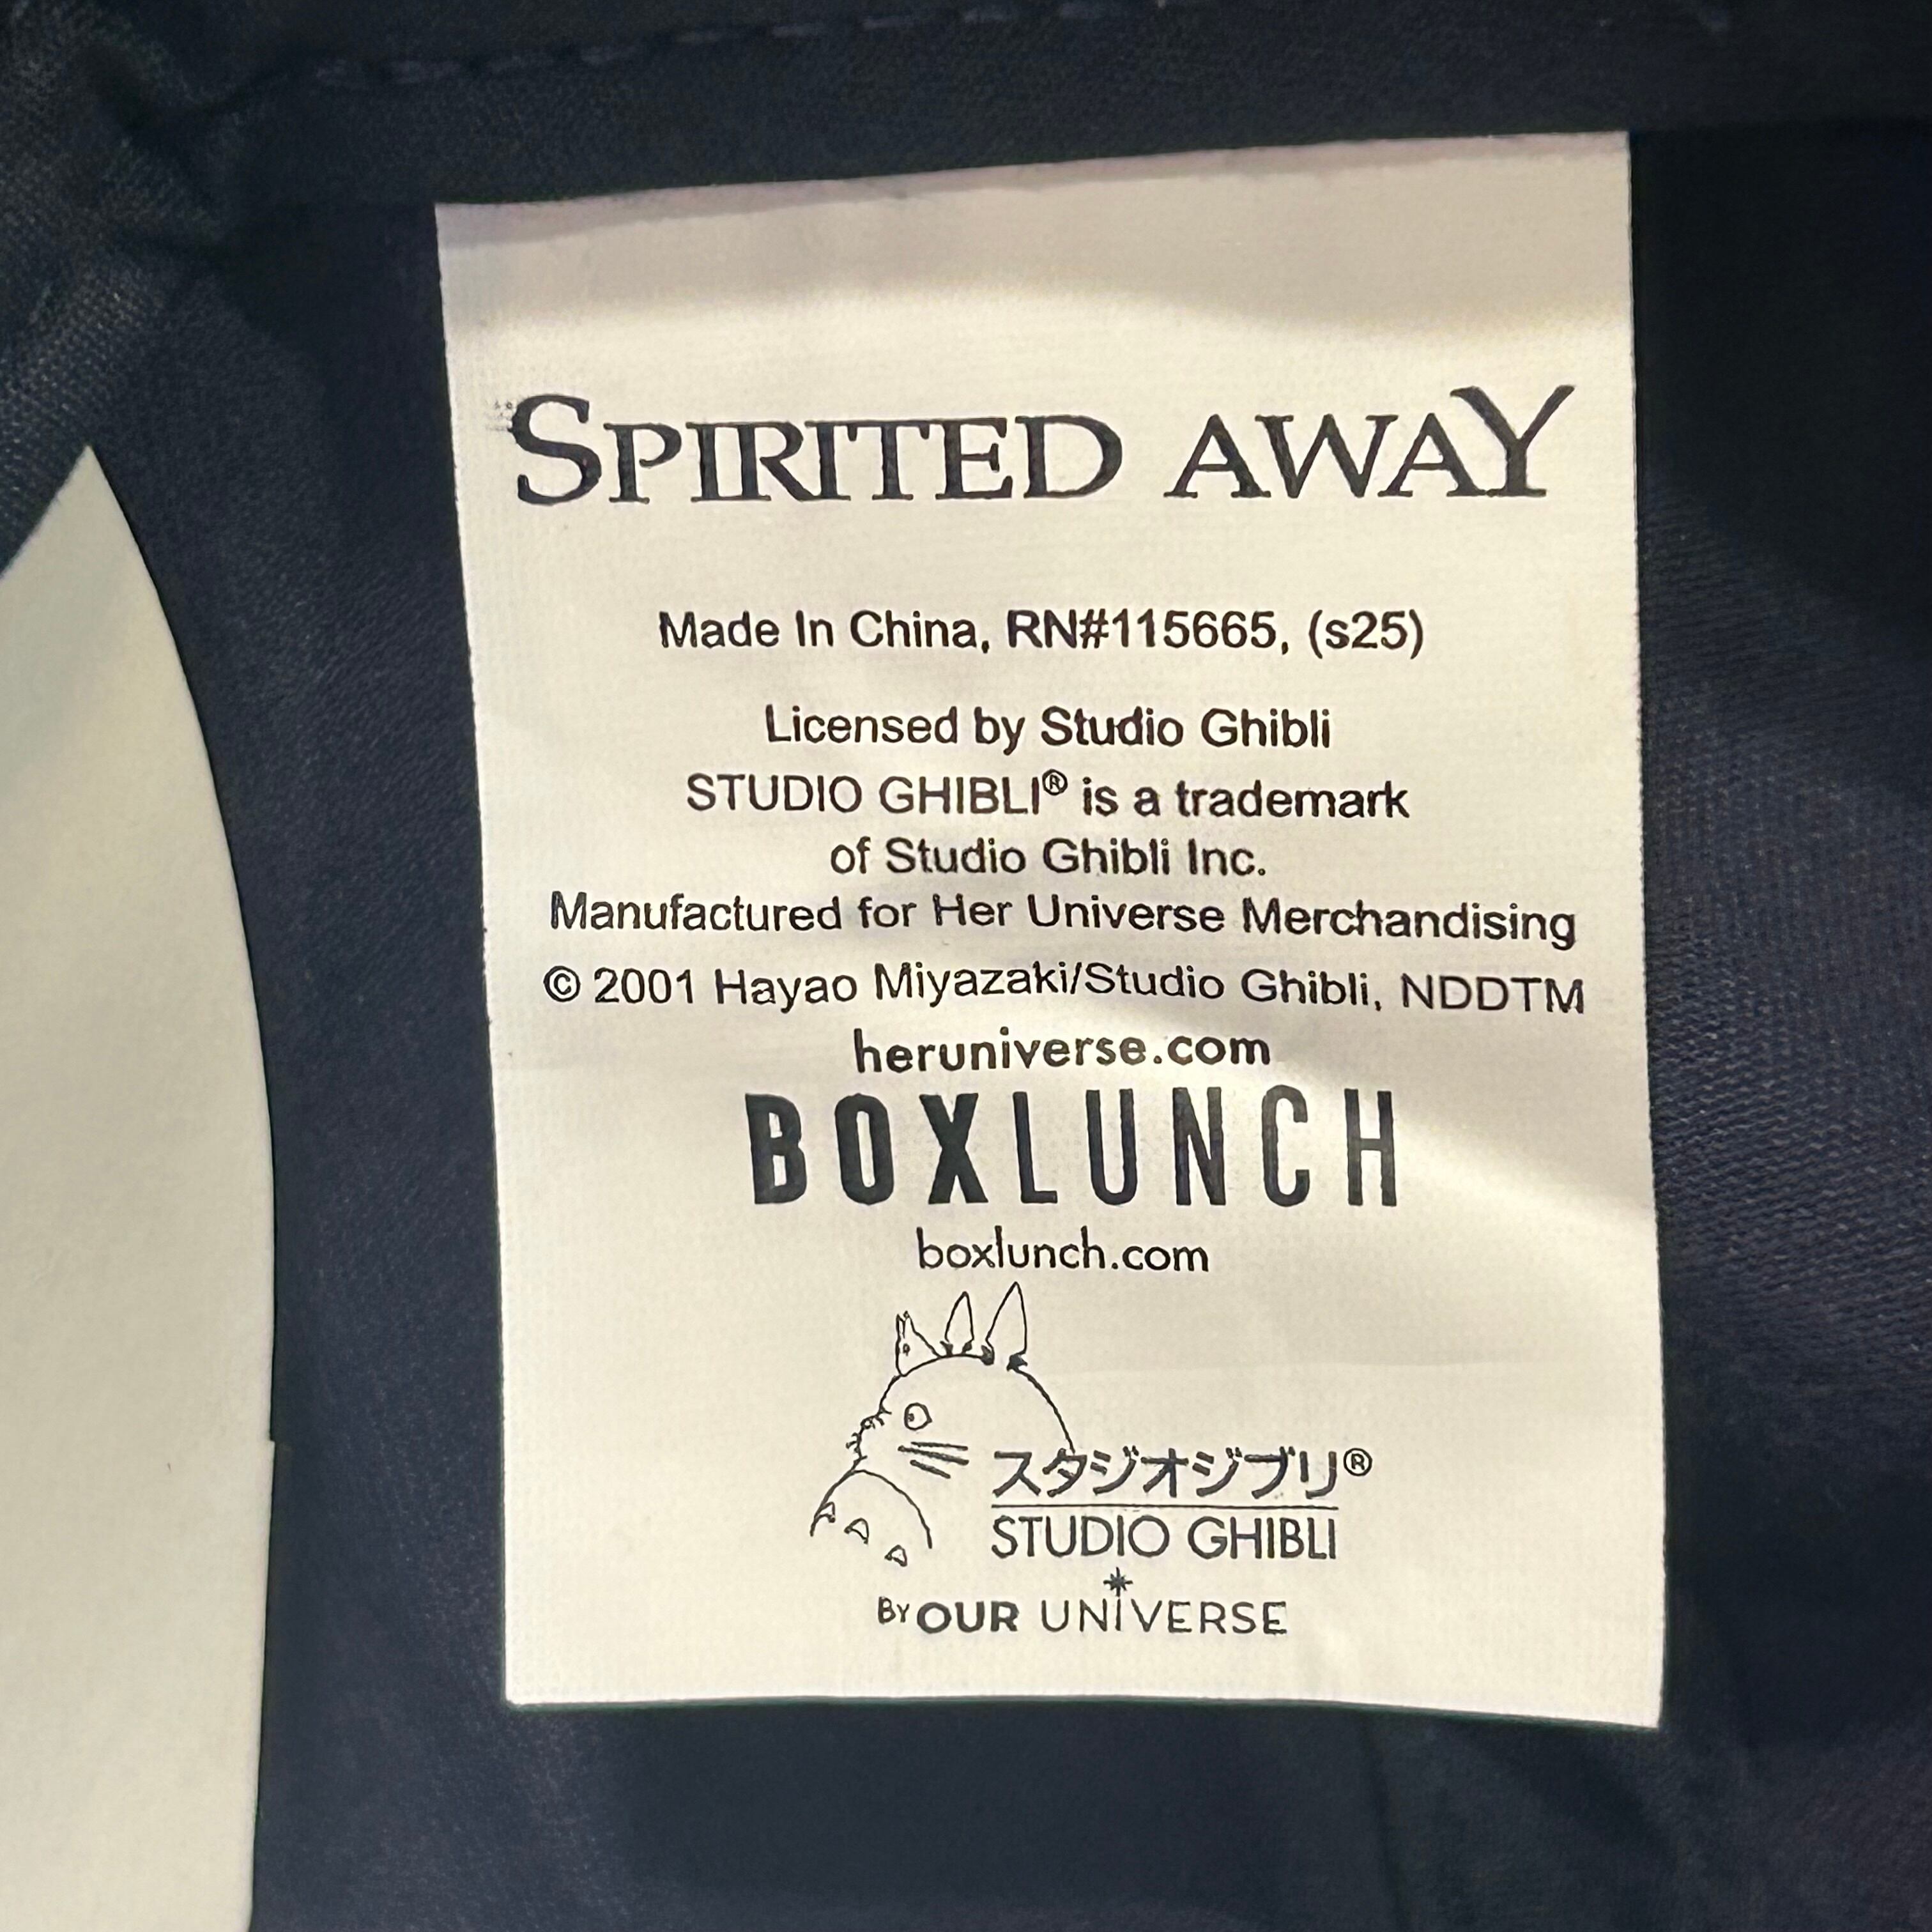 SPIRITED AWAY
Made In China, RN#115665, (s25)
Licensed by Studio Ghibli
STUDIO GHIBLI® is a trademark
of Studio Ghibli Inc.
Manufactured for Her Universe Merchandising
© 2001 Hayao Miyazaki/Studio Ghibli, NDDTM
heruniverse.com
BOXLUNCH
boxlunch.com
スタジオジブリ®
STUDIO GHIBLI
BY OUR UNIVERSE